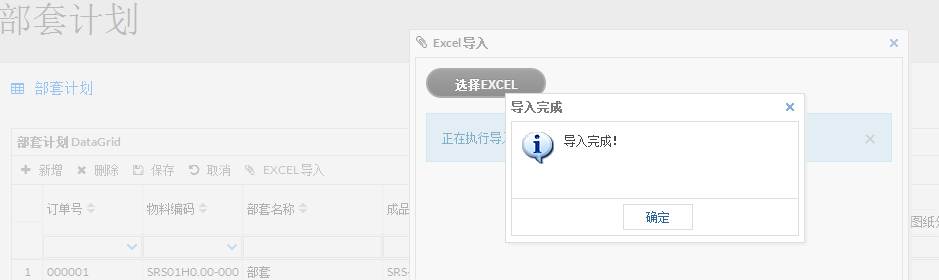 部套计划
Excel导入
部套计划
选择EXCEL
导入完成
部套计划 DataGrid
正在执行导入
导入完成!
新增 删除 保存 取消 EXCEL导入
订单号 物料编码 部套名称 成品
确定
1 000001 SRS01H0.00-000 部套 SRS-